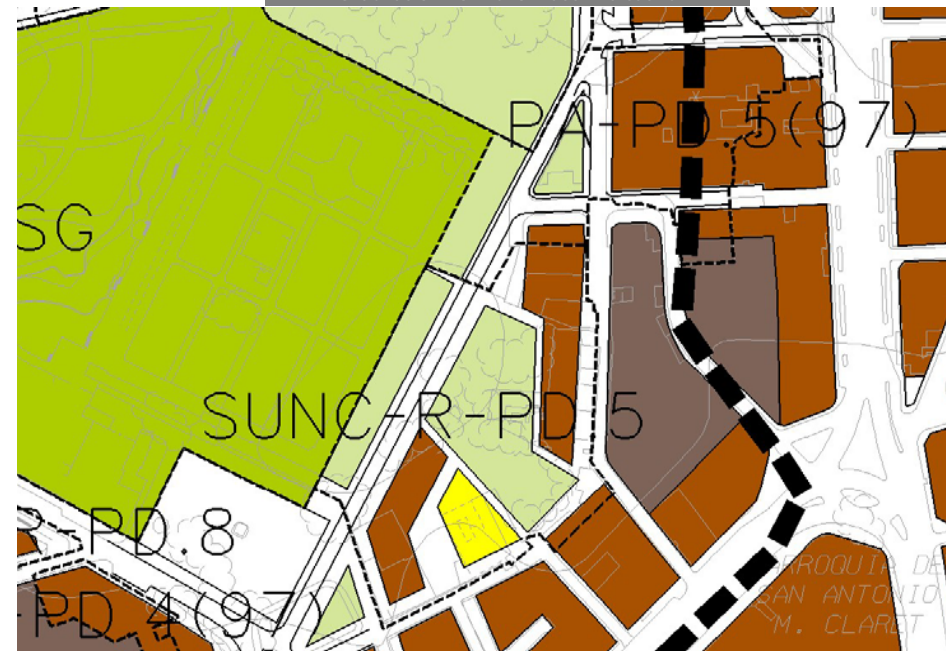 PA-PD.5(97)
SG
SUNC-R-PD 5
-PD.8
-PD 4(97)
PARROQUIA DE
SAN ANTONIO
M. CLARET